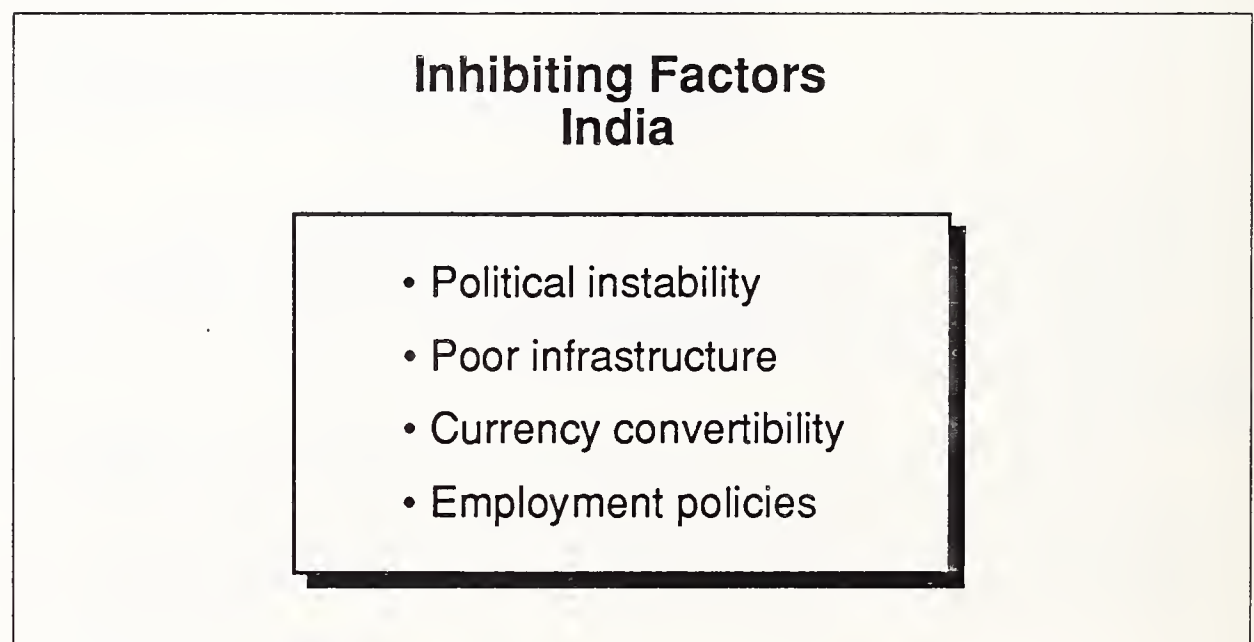 Inhibiting Factors
India
• Political instability
• Poor infrastructure
• Currency convertibility
• Employment policies